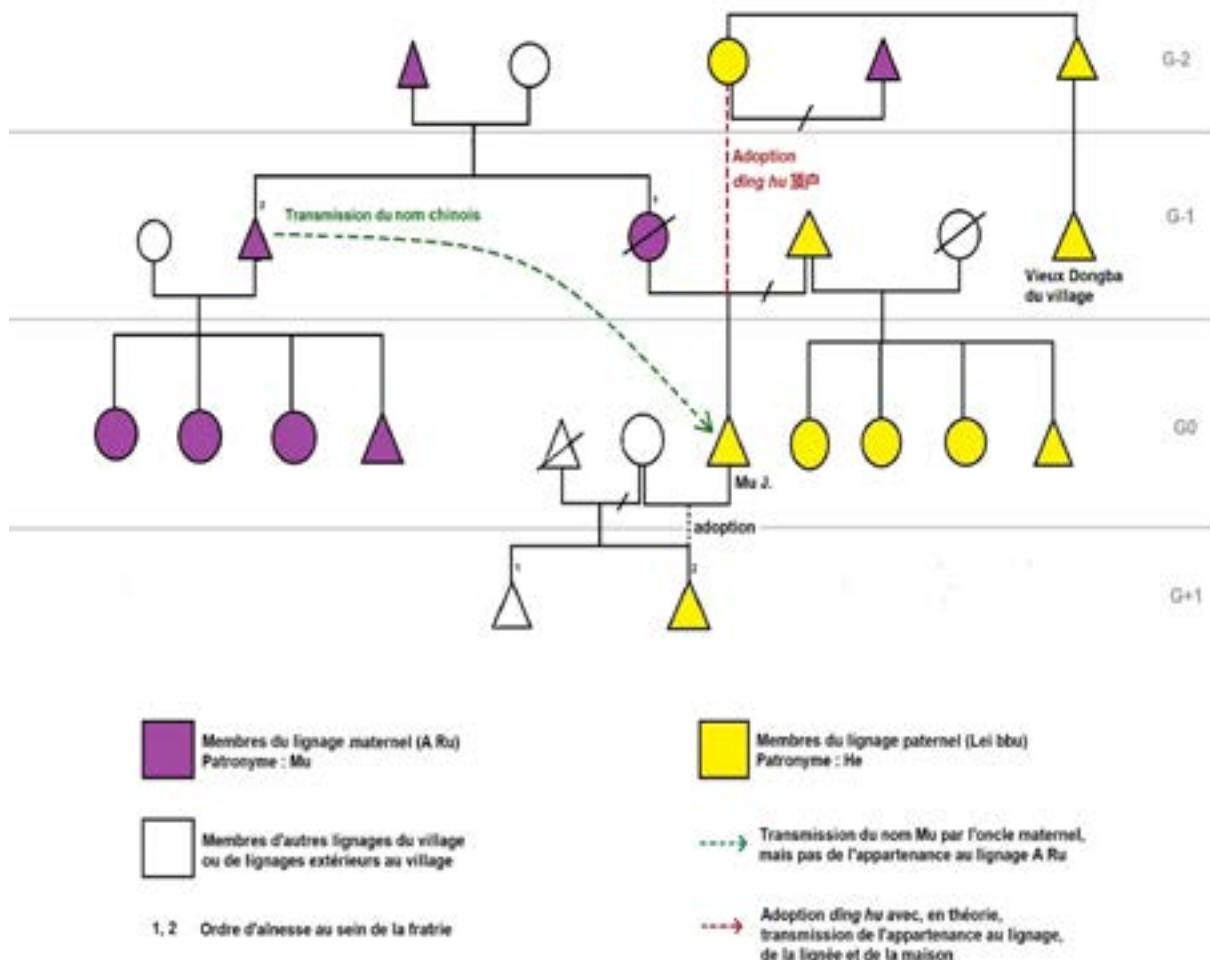 G-2
Adoption
dĭng hu 顶户
G-1
2
Transmission du nom chinois
1
Vieux Dongba
du village
G0
Mu J.
adoption
1
2
G+1
Membres du lignage maternel (A Ru)
Patronyme : Mu
Membres du lignage paternel (Lei bbu)
Patronyme : He
Membres d'autres lignages du village
ou de lignages extérieurs au village
Transmission du nom Mu par l'oncle maternel,
mais pas de l'appartenance au lignage A Ru
1, 2 Ordre d'aînesse au sein de la fratrie
Adoption dĭng hu avec, en théorie,
transmission de l'appartenance au lignage,
de la lignée et de la maison